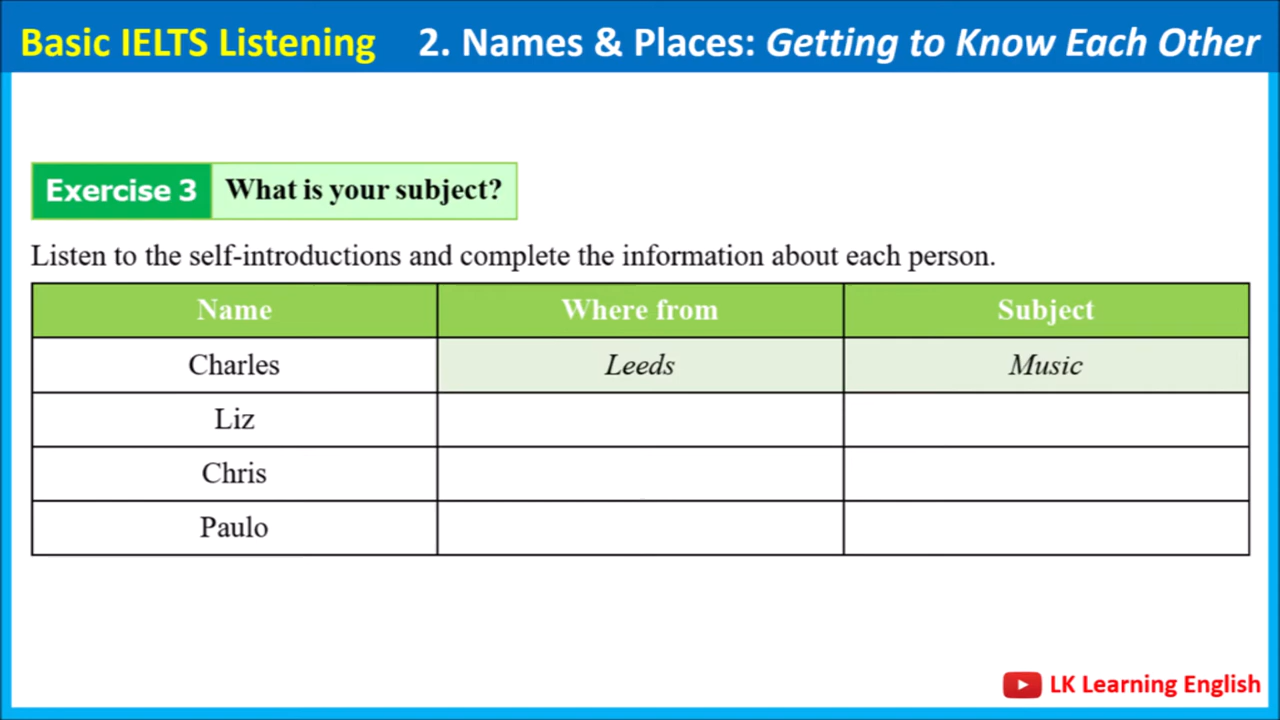 Basic IELTS Listening 2. Names & Places: Getting to Know Each Other
Exercise 3 What is your subject?
Listen to the self-introductions and complete the information about each person.
Name Where from Subject
Charles Leeds Music
Liz
Chris
Paulo
LK Learning English